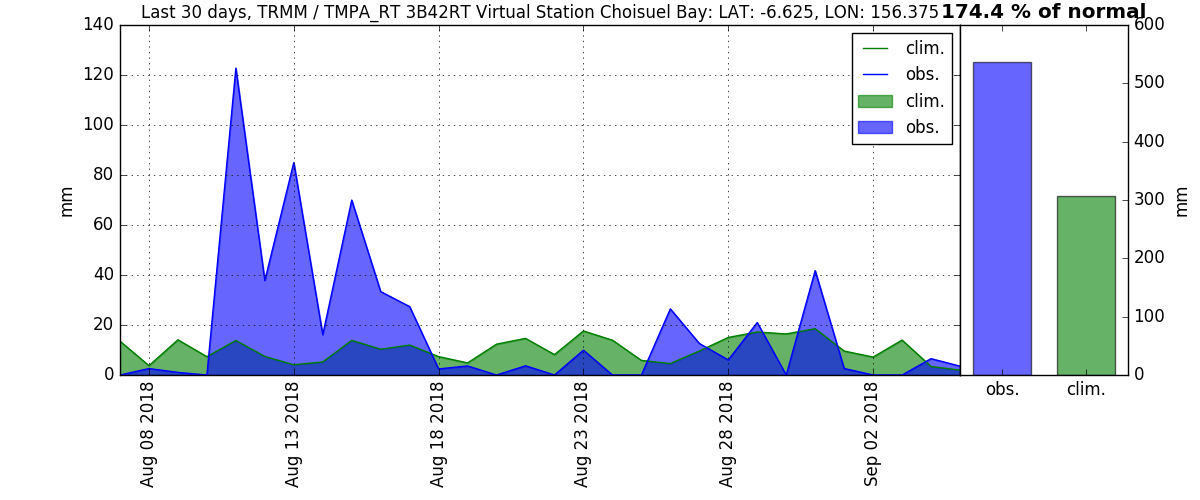 Last 30 days, TRMM / TMPA_RT 3B42RT Virtual Station Choisuel Bay: LAT: -6.625, LON: 156.375
174.4 % of normal
mm
140
120
100
80
60
40
20
0
clim.
obs.
clim.
obs.
Aug 08 2018
Aug 13 2018
Aug 18 2018
Aug 23 2018
Aug 28 2018
Sep 02 2018
600
500
400
300
200
100
0
mm
obs.
clim.